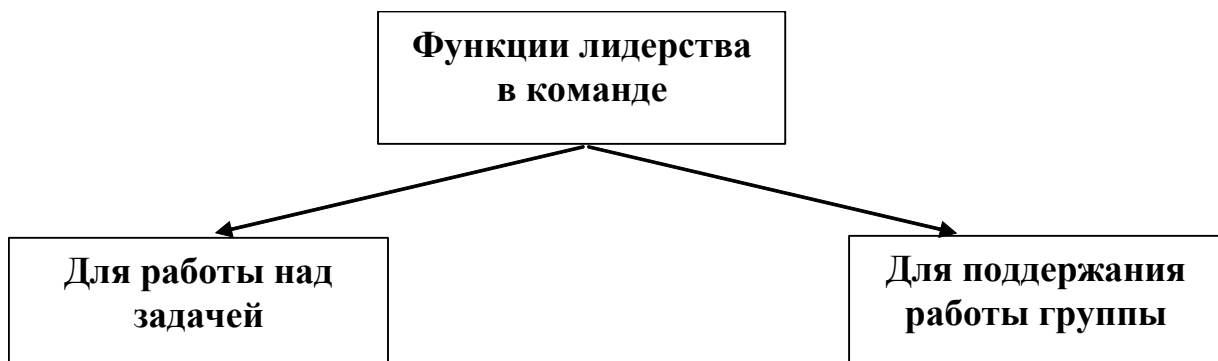 Функции лидерства
в команде
Для работы над
задачей
Для поддержания
работы группы